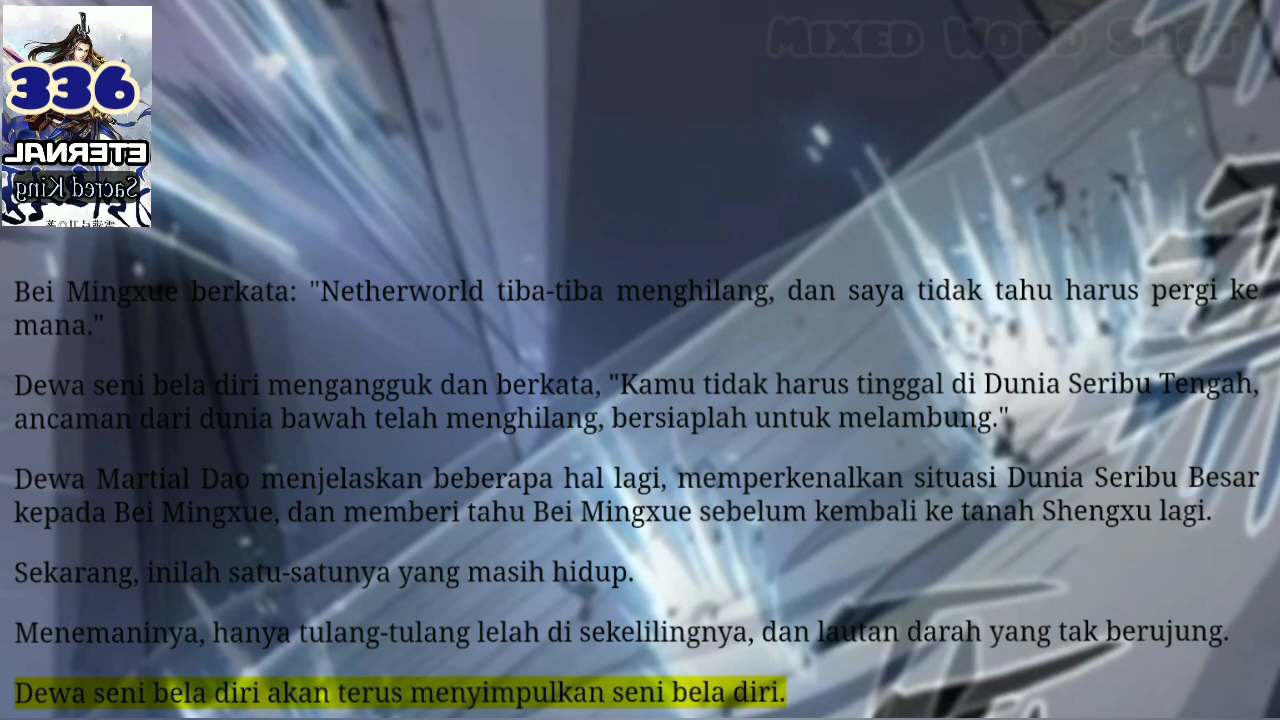 Mixed Word Shot
336
ETERNAL
Sacred King
Bei Mingxue berkata: "Netherworld tiba-tiba menghilang, dan saya tidak tahu harus pergi ke
mana."
Dewa seni bela diri mengangguk dan berkata, "Kamu tidak harus tinggal di Dunia Seribu Tengah,
ancaman dari dunia bawah telah menghilang, bersiaplah untuk melambung."
Dewa Martial Dao menjelaskan beberapa hal lagi, memperkenalkan situasi Dunia Seribu Besar
kepada Bei Mingxue, dan memberi tahu Bei Mingxue sebelum kembali ke tanah Shengxu lagi.
Sekarang, inilah satu-satunya yang masih hidup.
Menemaninya, hanya tulang-tulang lelah di sekelilingnya, dan lautan darah yang tak berujung.
Dewa seni bela diri akan terus menyimpulkan seni bela diri.